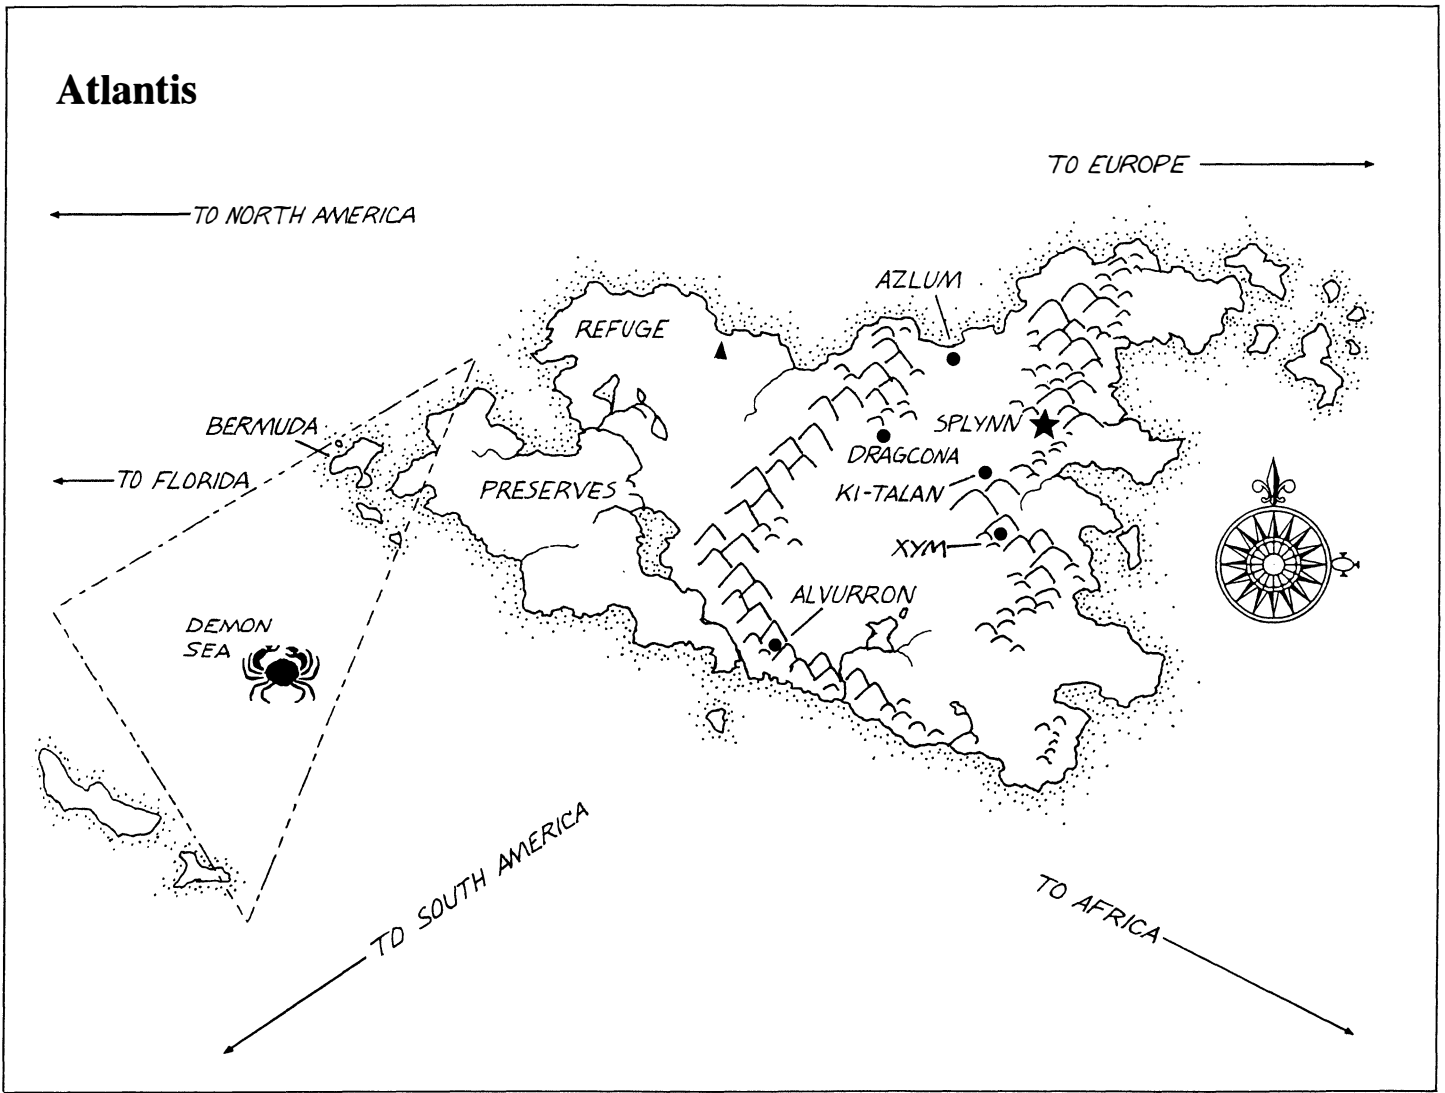 Atlantis
TO EUROPE
TO NORTH AMERICA
AZLUM
REFUGE
BERMUDA
SPLYNN
DRAGCONA
TO FLORIDA
PRESERVES
KI-TALAN
XYM
ALVURRON
DEMON
SEA
TO SOUTH AMERICA
TO AFRICA